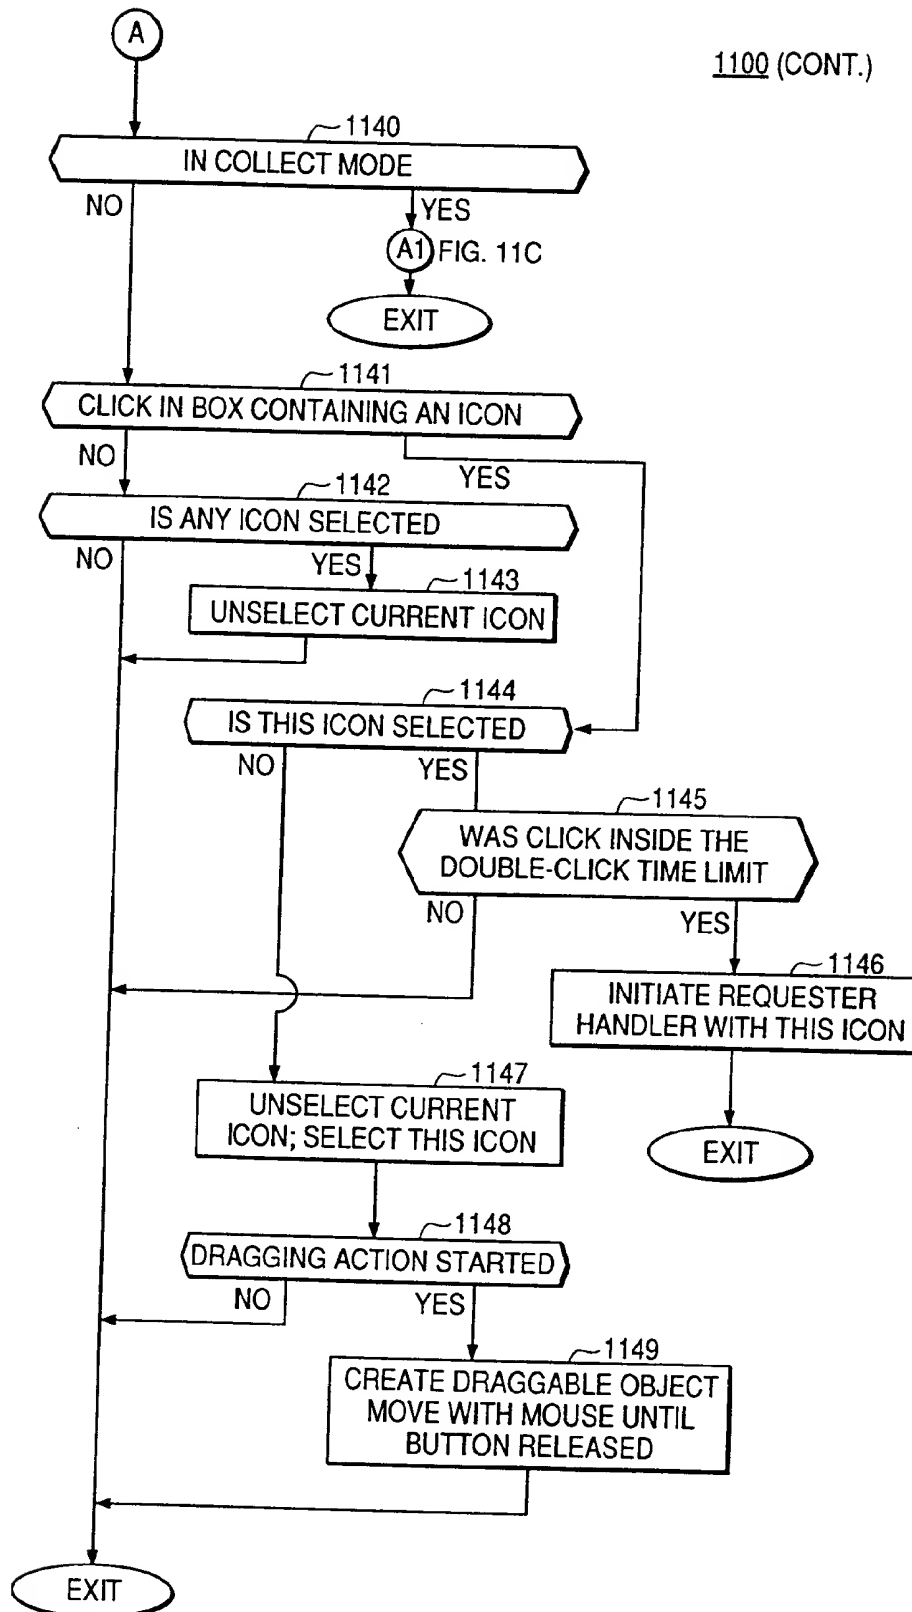 A
1100 (CONT.)
1140
IN COLLECT MODE
NO
YES
A1 FIG. 11C
EXIT
1141
CLICK IN BOX CONTAINING AN ICON
NO
YES
1142
IS ANY ICON SELECTED
NO
YES
1143
UNSELECT CURRENT ICON
1144
IS THIS ICON SELECTED
NO
YES
1145
WAS CLICK INSIDE THE
DOUBLE-CLICK TIME LIMIT
NO
YES
1146
INITIATE REQUESTER
HANDLER WITH THIS ICON
1147
UNSELECT CURRENT
ICON; SELECT THIS ICON
EXIT
1148
DRAGGING ACTION STARTED
NO
YES
1149
CREATE DRAGGABLE OBJECT
MOVE WITH MOUSE UNTIL
BUTTON RELEASED
EXIT